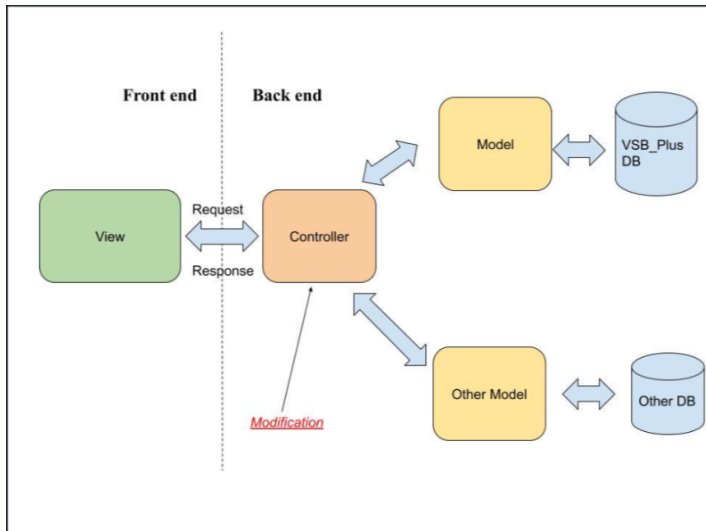 Front end
Back end
Model
VSB_Plus
DB
Request
View
Controller
Response
Other Model
Other DB
Modification